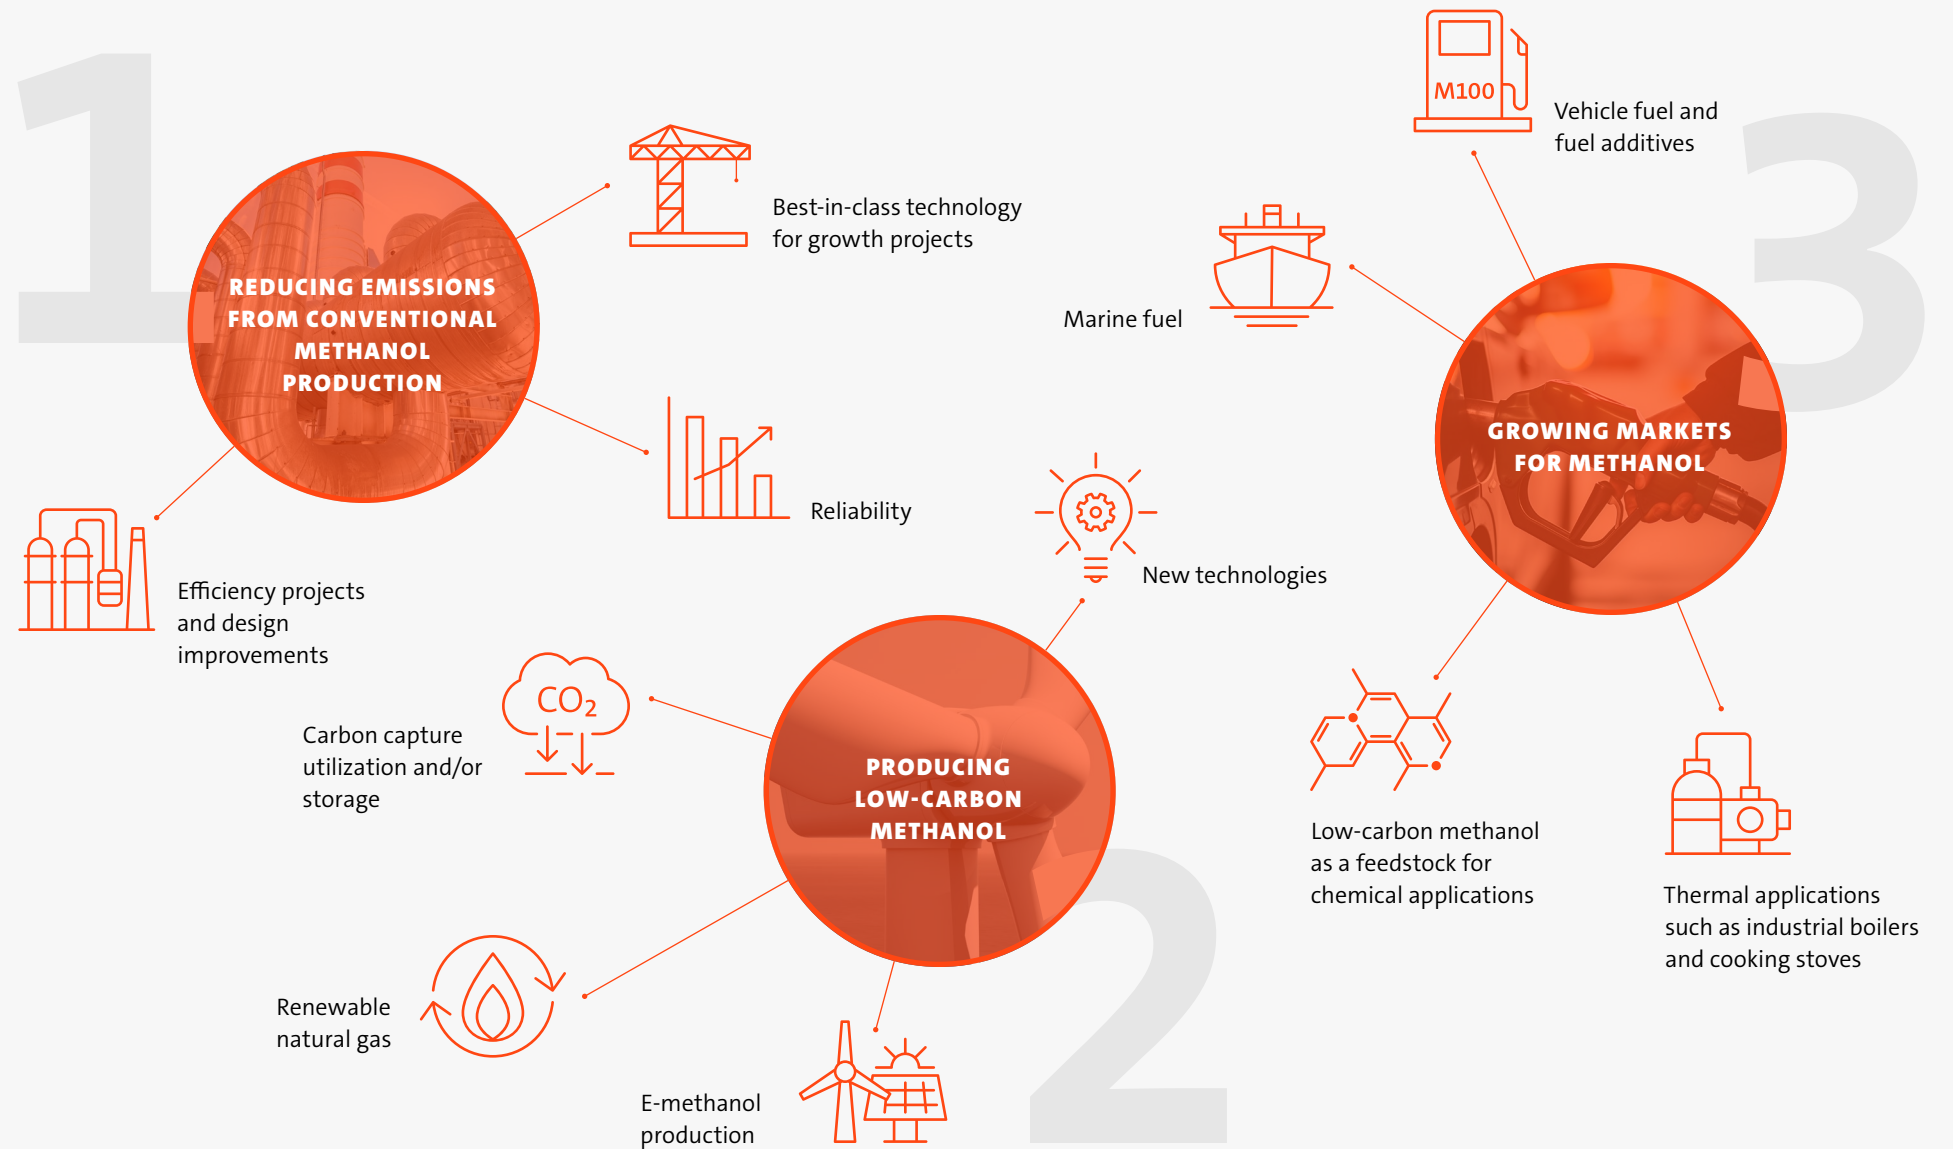 1
REDUCING EMISSIONS
FROM CONVENTIONAL
METHANOL
PRODUCTION
Best-in-class technology
for growth projects
Reliability
Efficiency projects
and design
improvements
2
PRODUCING
LOW-CARBON
METHANOL
New technologies
CO₂
Carbon capture
utilization and/or
storage
Renewable
natural gas
E-methanol
production
3
GROWING MARKETS
FOR METHANOL
M100
Vehicle fuel and
fuel additives
Marine fuel
Low-carbon methanol
as a feedstock for
chemical applications
Thermal applications
such as industrial boilers
and cooking stoves